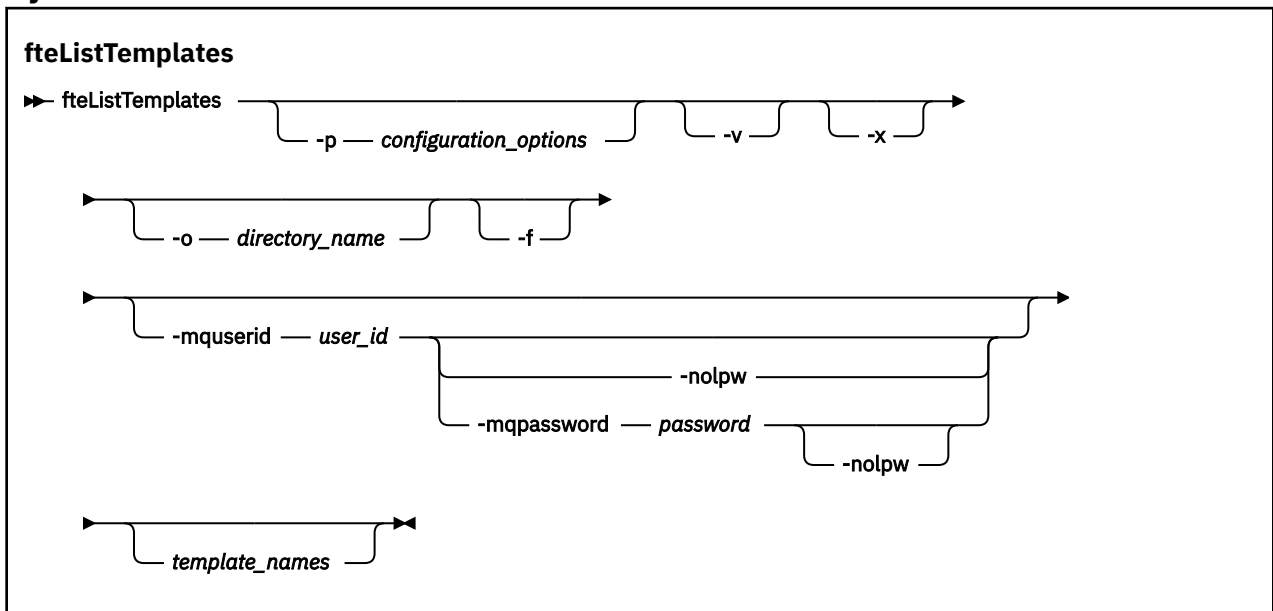 fteListTemplates
fteListTemplates
-p configuration_options
-v
-x
-o directory_name
-f
-mquserid user_id
-nolpw
-mqpassword password
-nolpw
template_names